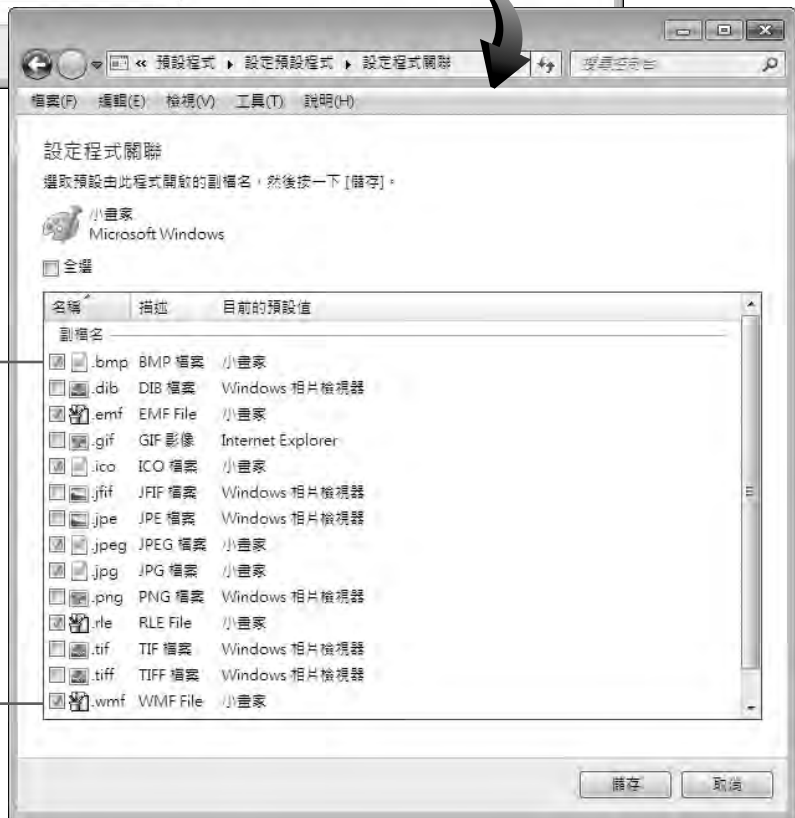 « 預設程式 ▸ 設定預設程式 ▸ 設定程式關聯 搜尋控制台
檔案(F) 編輯(E) 檢視(V) 工具(T) 說明(H)
設定程式關聯
選取預設由此程式開啟的副檔名，然後按一下 [儲存]。
小畫家
Microsoft Windows
全選
名稱 描述 目前的預設值
副檔名
.bmp BMP 檔案 小畫家
.dib DIB 檔案 Windows 相片檢視器
.emf EMF File 小畫家
.gif GIF 影像 Internet Explorer
.ico ICO 檔案 小畫家
.jfif JFIF 檔案 Windows 相片檢視器
.jpe JPE 檔案 Windows 相片檢視器
.jpeg JPEG 檔案 小畫家
.jpg JPG 檔案 小畫家
.png PNG 檔案 Windows 相片檢視器
.rle RLE File 小畫家
.tif TIF 檔案 Windows 相片檢視器
.tiff TIFF 檔案 Windows 相片檢視器
.wmf WMF File 小畫家
儲存 取消